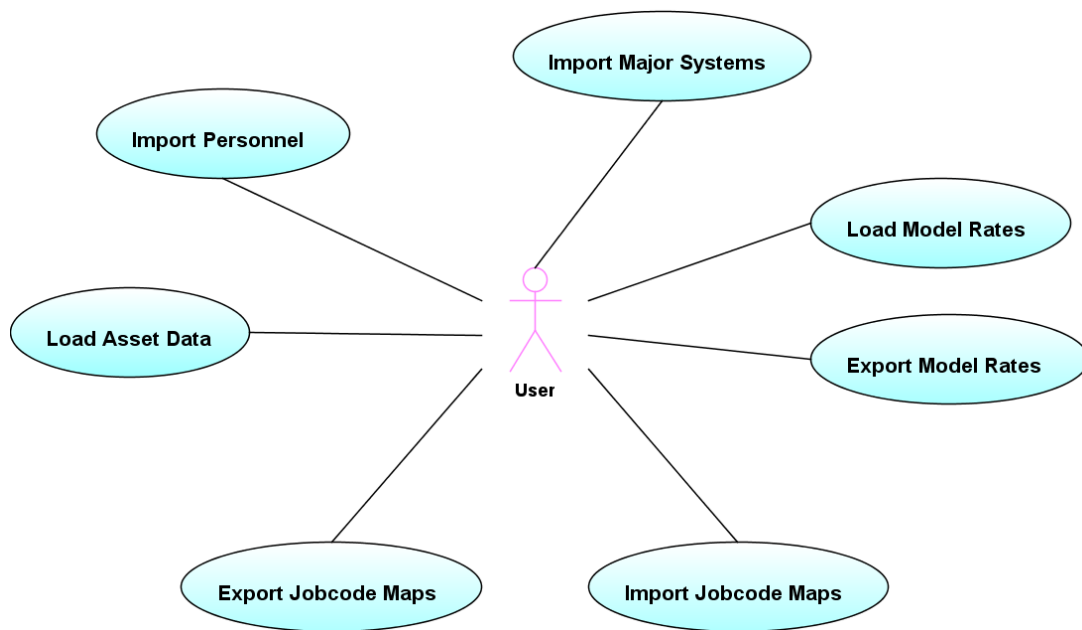 Import Major Systems
Import Personnel
Load Model Rates
Load Asset Data
Export Model Rates
User
Export Jobcode Maps
Import Jobcode Maps